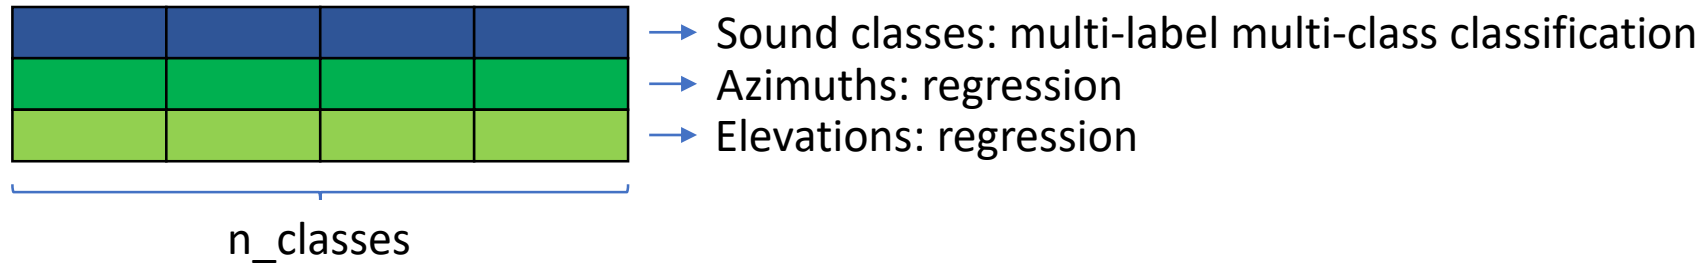 Sound classes: multi-label multi-class classification
Azimuths: regression
Elevations: regression
n_classes